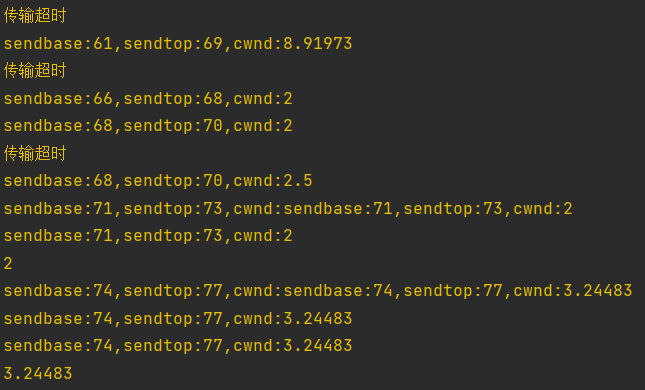 传输超时
sendbase:61,sendtop:69,cwnd:8.91973
传输超时
sendbase:66,sendtop:68,cwnd:2
sendbase:68,sendtop:70,cwnd:2
传输超时
sendbase:68,sendtop:70,cwnd:2.5
sendbase:71,sendtop:73,cwnd:sendbase:71,sendtop:73,cwnd:2
sendbase:71,sendtop:73,cwnd:2
2
sendbase:74,sendtop:77,cwnd:sendbase:74,sendtop:77,cwnd:3.24483
sendbase:74,sendtop:77,cwnd:3.24483
sendbase:74,sendtop:77,cwnd:3.24483
3.24483